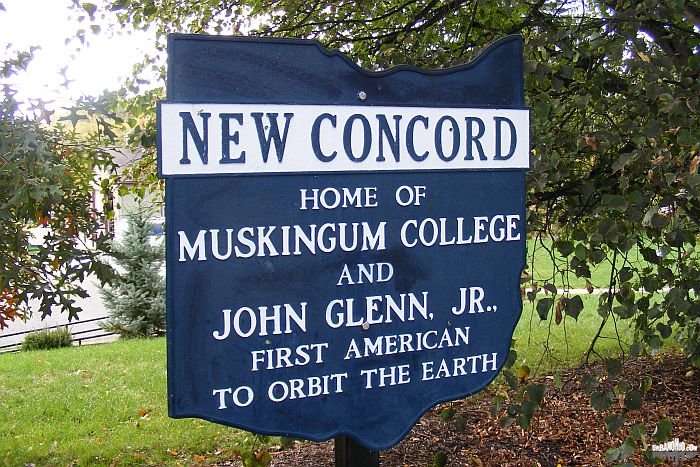 NEW CONCORD
HOME OF
MUSKINGUM COLLEGE
AND
JOHN GLENN, JR.,
FIRST AMERICAN
TO ORBIT THE EARTH